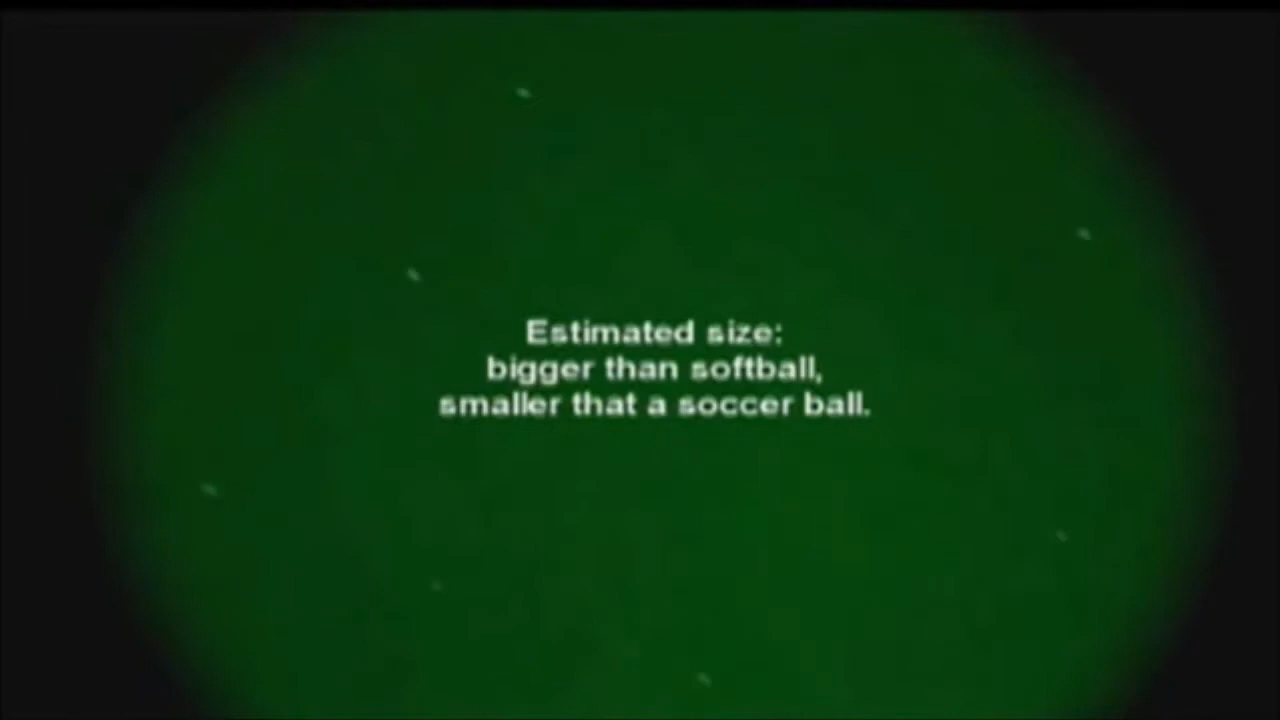 Estimated size:
bigger than softball,
smaller that a soccer ball.